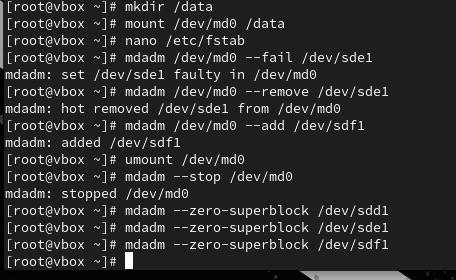 [root@vbox ~]# mkdir /data
[root@vbox ~]# mount /dev/md0 /data
[root@vbox ~]# nano /etc/fstab
[root@vbox ~]# mdadm /dev/md0 --fail /dev/sde1
mdadm: set /dev/sde1 faulty in /dev/md0
[root@vbox ~]# mdadm /dev/md0 --remove /dev/sde1
mdadm: hot removed /dev/sde1 from /dev/md0
[root@vbox ~]# mdadm /dev/md0 --add /dev/sdf1
mdadm: added /dev/sdf1
[root@vbox ~]# umount /dev/md0
[root@vbox ~]# mdadm --stop /dev/md0
mdadm: stopped /dev/md0
[root@vbox ~]# mdadm --zero-superblock /dev/sdd1
[root@vbox ~]# mdadm --zero-superblock /dev/sde1
[root@vbox ~]# mdadm --zero-superblock /dev/sdf1
[root@vbox ~]#